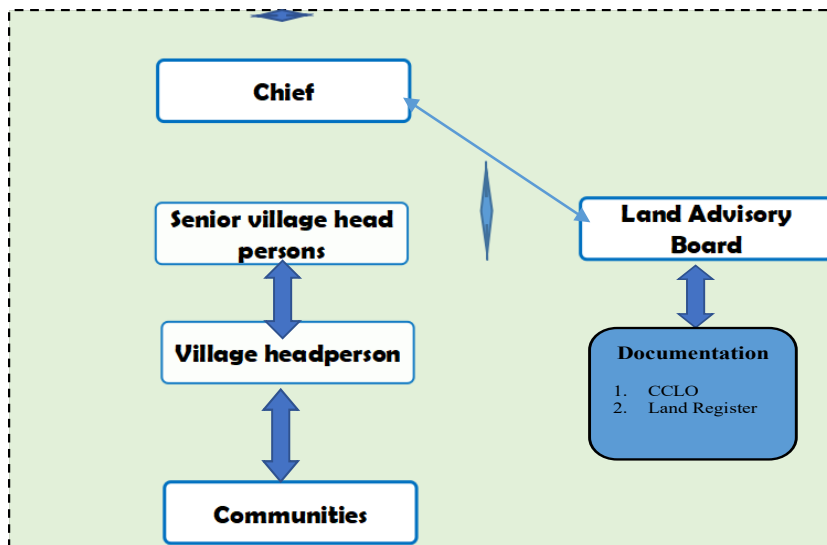 Chief
Senior village head
persons
Land Advisory
Board
Village headperson
Documentation
1. CCLO
2. Land Register
Communities